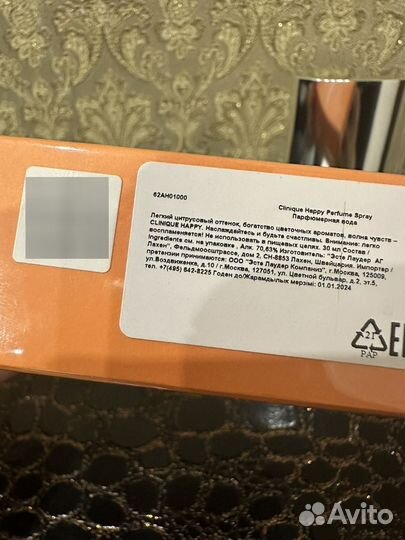 62AH01000
Clinique Happy Perfume Spray
Парфюмерная вода
Легкий цитрусовый оттенок, богатство цветочных ароматов, волна чувств –
CLINIQUE HAPPY. Наслаждайтесь и будьте счастливы. Внимание: легко
воспламеняется! Не использовать в пищевых целях. 30 мл Состав /
Ingredients см. на упаковке , Алк. 70,63% Изготовитель: "Эсте Лаудер АГ
Лахен", Фельдмоосштрассе, дом 2, CH-8853 Лахен, Швейцария. Импортер /
претензии принимаются: ООО "Эсте Лаудер Компаниз", г.Москва, 125009,
ул.Воздвиженка, д.10 / г.Москва, 127051, ул. Цветной бульвар, д.2, эт.5,
тел. +7(495) 642-8225 Годен до/Жарамдылық мерзімі: 01.01.2024
21
PAP
Avito